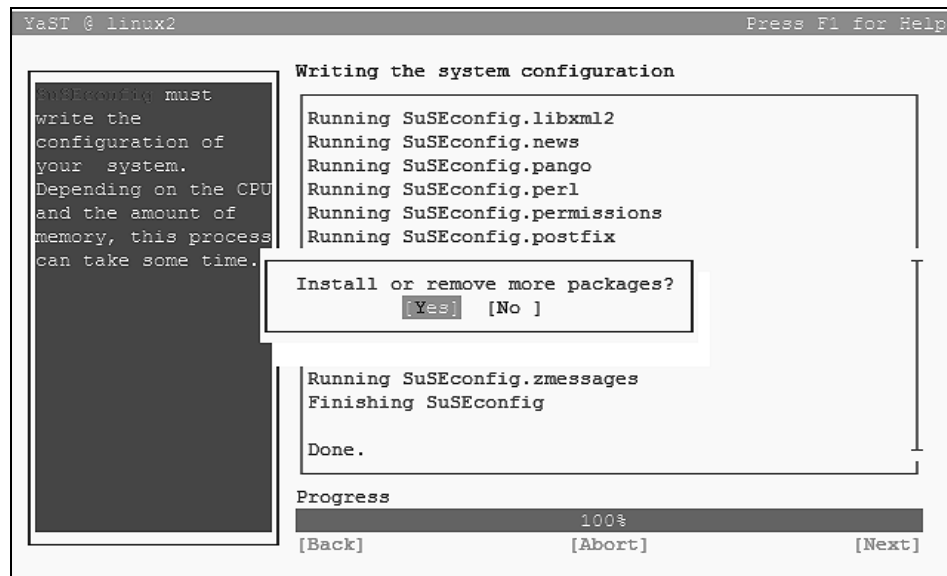 YaST @ linux2 Press F1 for Help
Writing the system configuration
SuSEconfig must
write the
configuration of
your system.
Depending on the CPU
and the amount of
memory, this process
can take some time.
Running SuSEconfig.libxml2
Running SuSEconfig.news
Running SuSEconfig.pango
Running SuSEconfig.perl
Running SuSEconfig.permissions
Running SuSEconfig.postfix
Install or remove more packages?
[Yes] [No ]
Running SuSEconfig.zmessages
Finishing SuSEconfig
Done.
Progress
100%
[Back] [Abort] [Next]